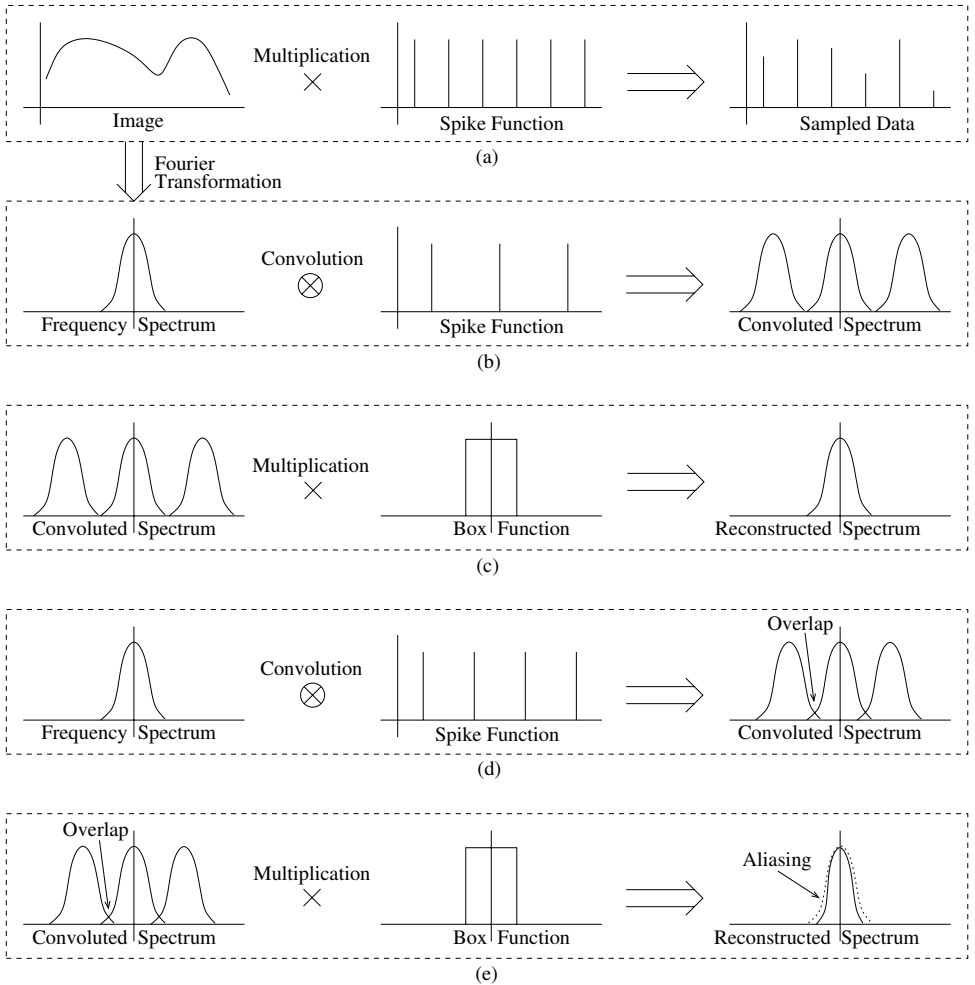 Multiplication
Image
Spike Function
Sampled Data
(a)
Fourier
Transformation
Convolution
Frequency Spectrum
Spike Function
Convoluted Spectrum
(b)
Multiplication
Convoluted Spectrum
Box Function
Reconstructed Spectrum
(c)
Overlap
Convolution
Frequency Spectrum
Spike Function
Convoluted Spectrum
(d)
Overlap
Multiplication
Aliasing
Convoluted Spectrum
Box Function
Reconstructed Spectrum
(e)